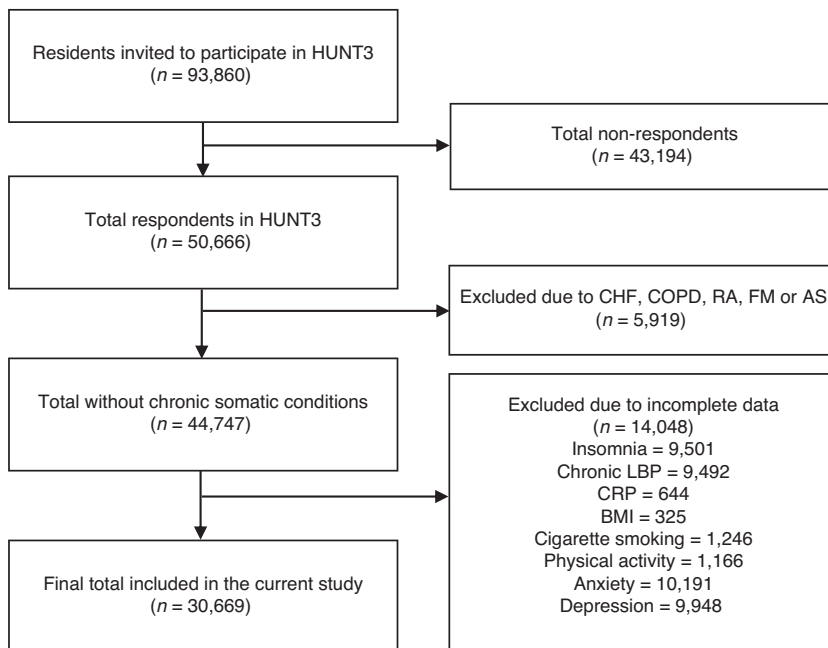 Residents invited to participate in HUNT3
(n = 93,860)
Total non-respondents
(n = 43,194)
Total respondents in HUNT3
(n = 50,666)
Excluded due to CHF, COPD, RA, FM or AS
(n = 5,919)
Total without chronic somatic conditions
(n = 44,747)
Excluded due to incomplete data
(n = 14,048)
Insomnia = 9,501
Chronic LBP = 9,492
CRP = 644
BMI = 325
Cigarette smoking = 1,246
Physical activity = 1,166
Anxiety = 10,191
Depression = 9,948
Final total included in the current study
(n = 30,669)